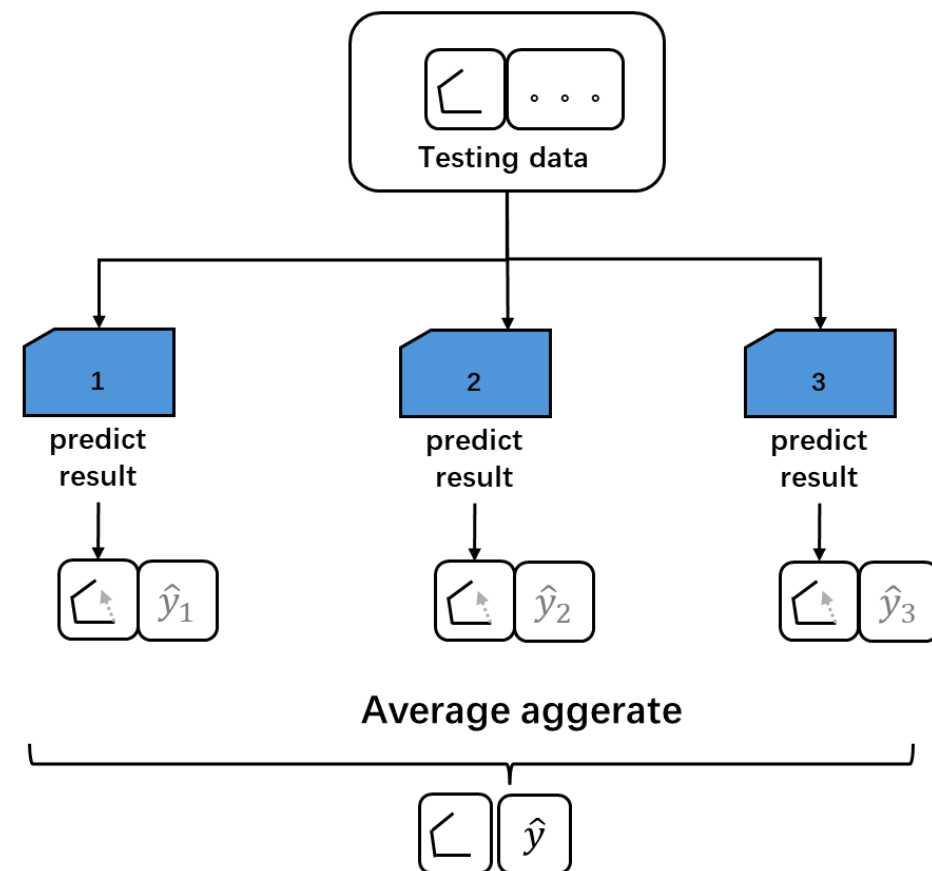 Testing data
1
2
3
predict
result
predict
result
predict
result
ŷ₁
ŷ₂
ŷ₃
Average aggerate
ŷ